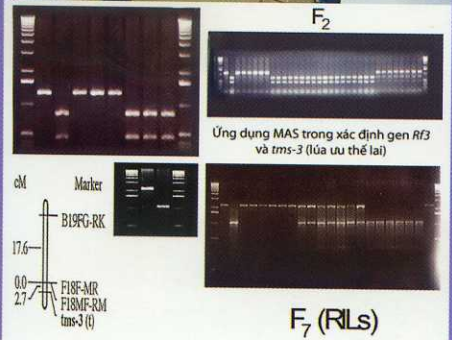 F2
Ứng dụng MAS trong xác định gen Rf3
và tms-3 (lúa ưu thế lai)
cM Marker
B19FG-RK
17.6
0.0 F18F-MR
2.7 F18MF-RM
tms-3 (t)
F7 (RILs)